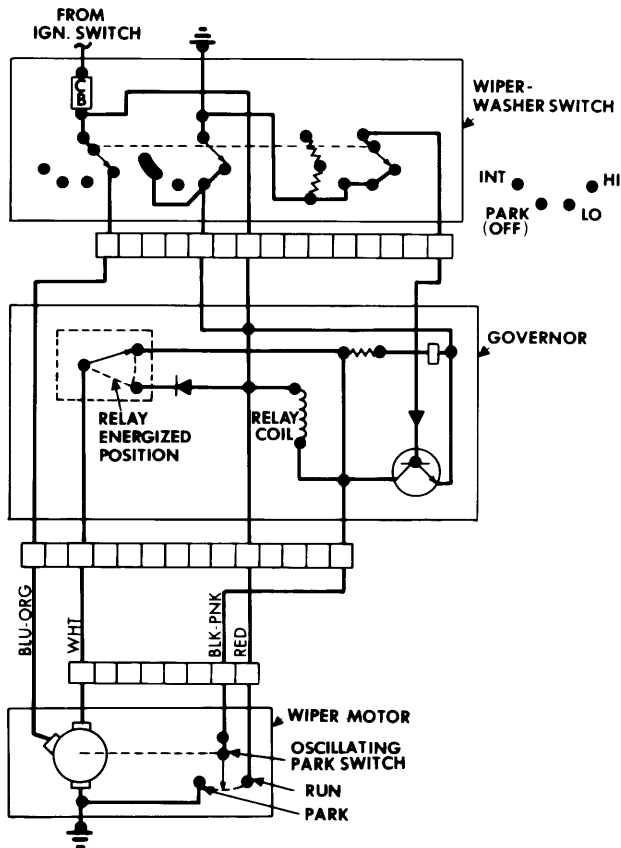 FROM
IGN. SWITCH
CB
WIPER-
WASHER SWITCH
INT
HI
PARK
(OFF)
LO
GOVERNOR
RELAY
ENERGIZED
POSITION
RELAY
COIL
BLU-ORG
WHT
BLK-PNK
RED
WIPER MOTOR
OSCILLATING
PARK SWITCH
RUN
PARK